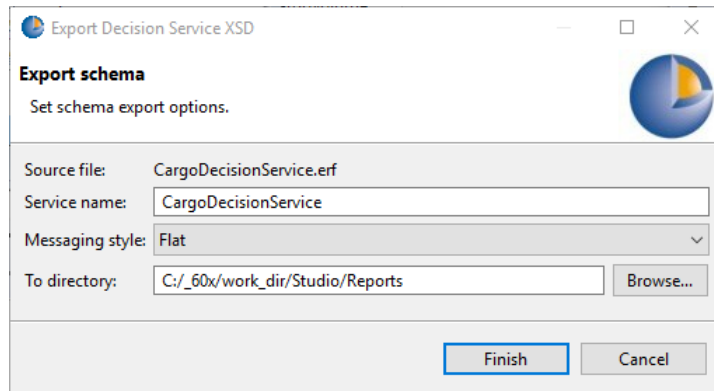 Export Decision Service XSD
Export schema
Set schema export options.
Source file: CargoDecisionService.erf
Service name: CargoDecisionService
Messaging style: Flat
To directory: C:/_60x/work_dir/Studio/Reports Browse...
Finish Cancel